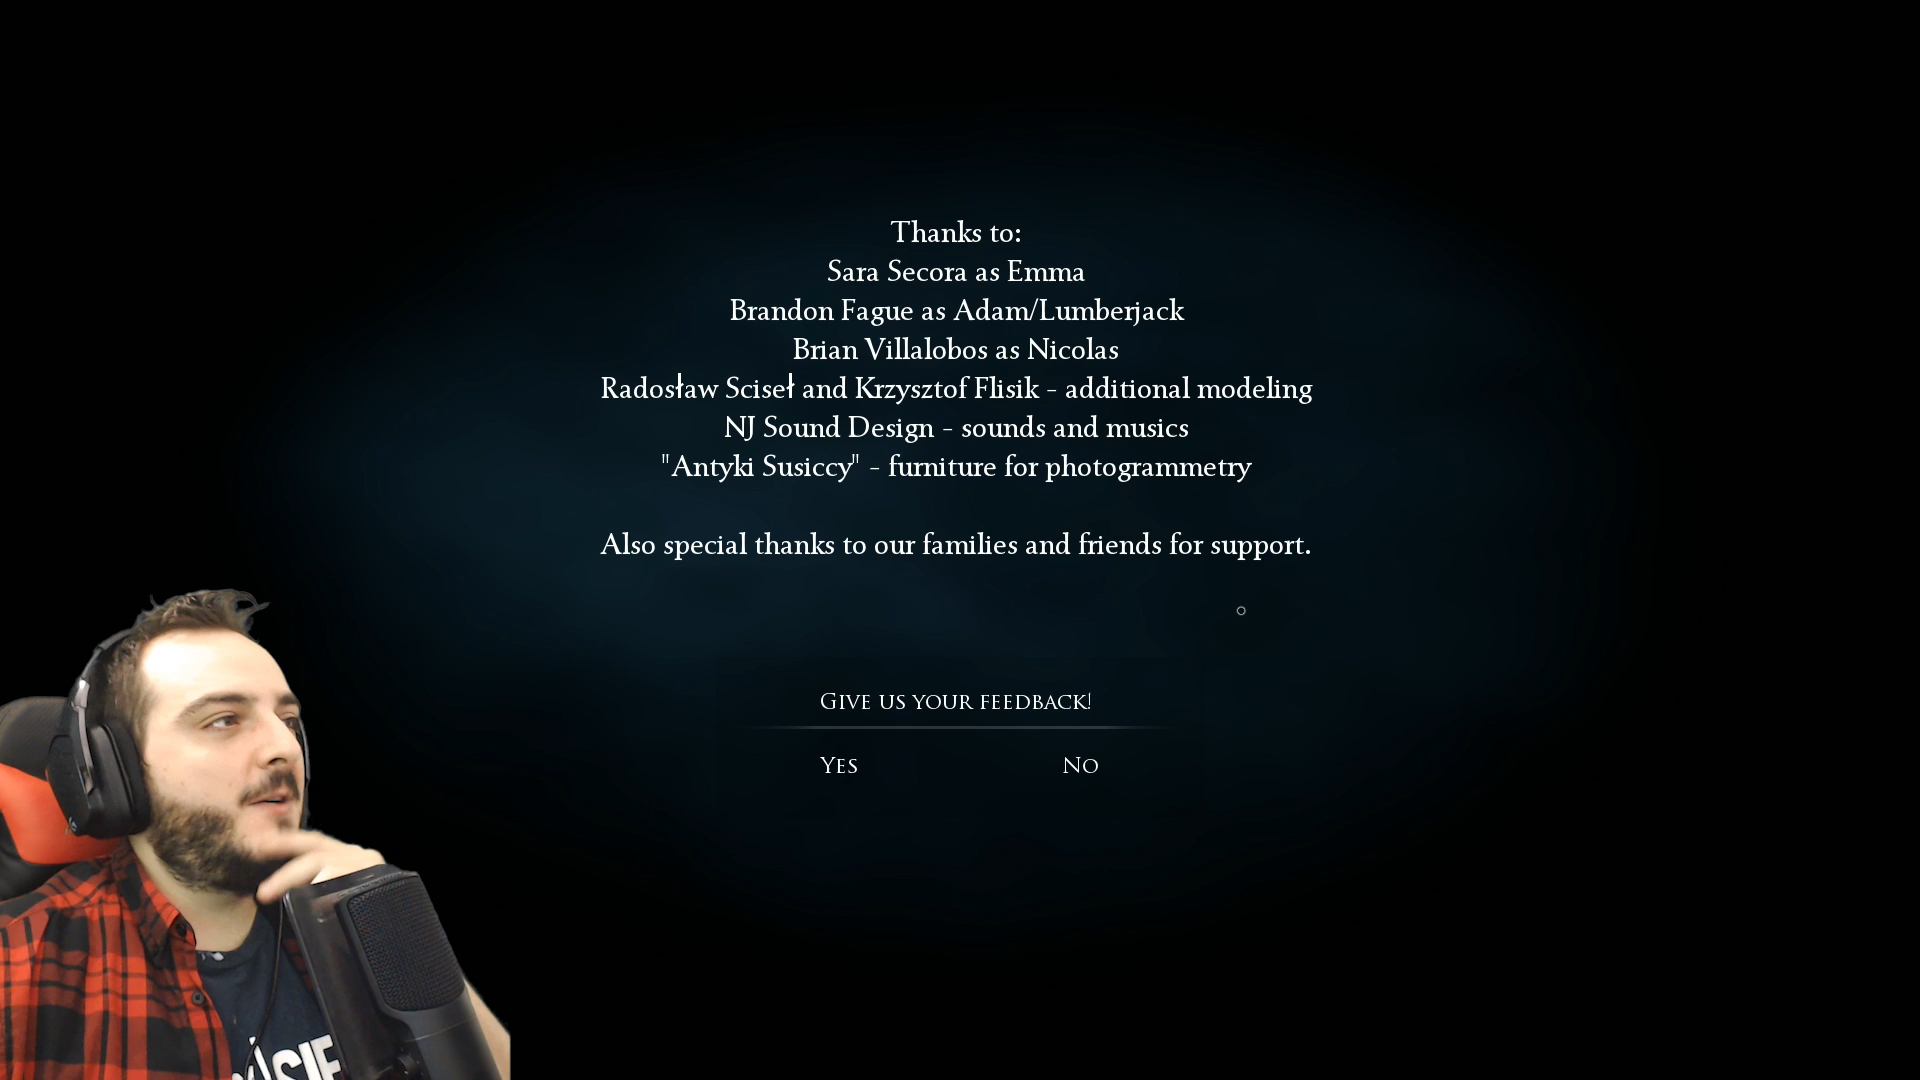 Thanks to:
Sara Secora as Emma
Brandon Fague as Adam/Lumberjack
Brian Villalobos as Nicolas
Radosław Sciseł and Krzysztof Flisik - additional modeling
NJ Sound Design - sounds and musics
"Antyki Susiccy" - furniture for photogrammetry
Also special thanks to our families and friends for support.
Give us your feedback!
Yes No